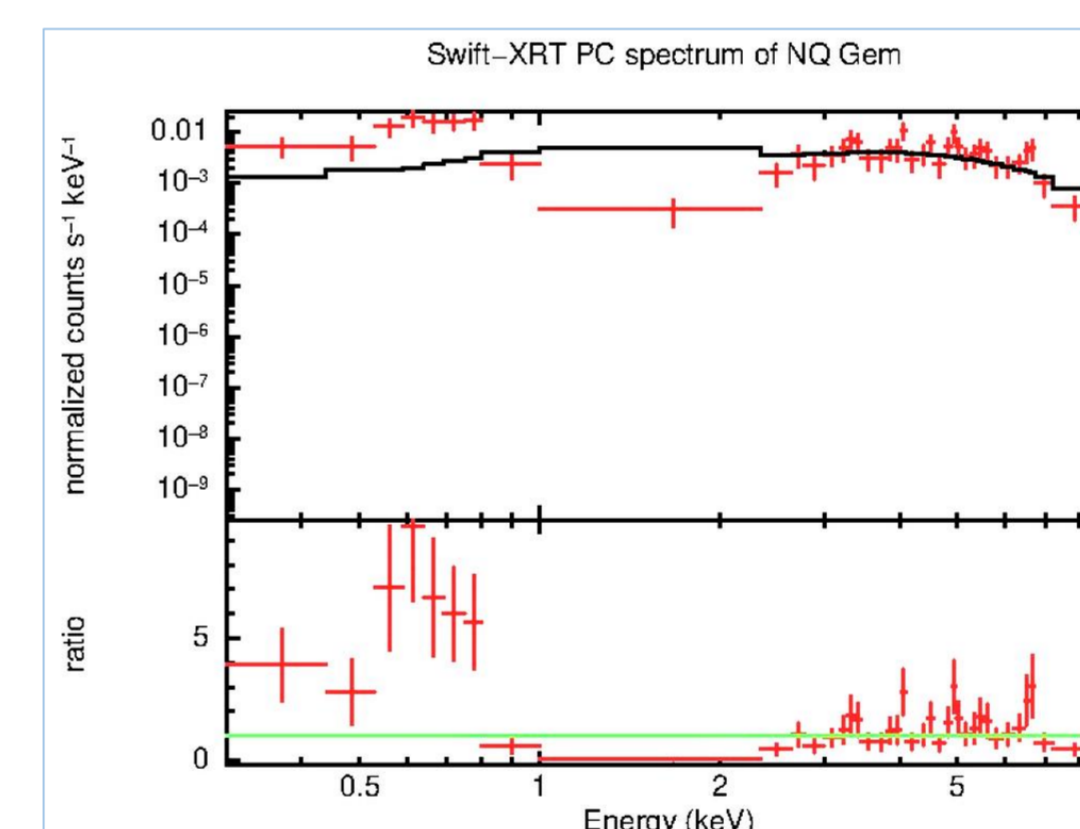 Swift−XRT PC spectrum of NQ Gem
normalized counts s⁻¹ keV⁻¹
0.01
10⁻³
10⁻⁴
10⁻⁵
10⁻⁶
10⁻⁷
10⁻⁸
10⁻⁹
ratio
5
0
0.5 1 2 5
Energy (keV)